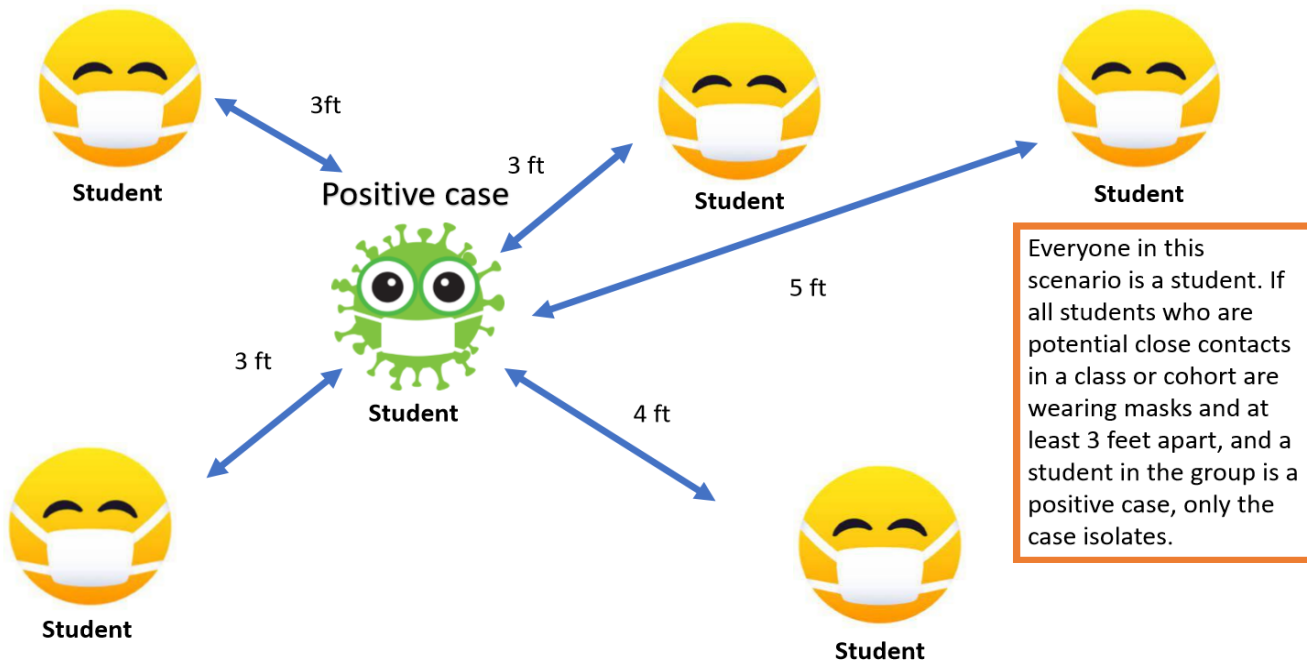 3ft
Student
3 ft
Student
Student
Positive case
Student
5 ft
3 ft
4 ft
Student
Student
Everyone in this
scenario is a student. If
all students who are
potential close contacts
in a class or cohort are
wearing masks and at
least 3 feet apart, and a
student in the group is a
positive case, only the
case isolates.